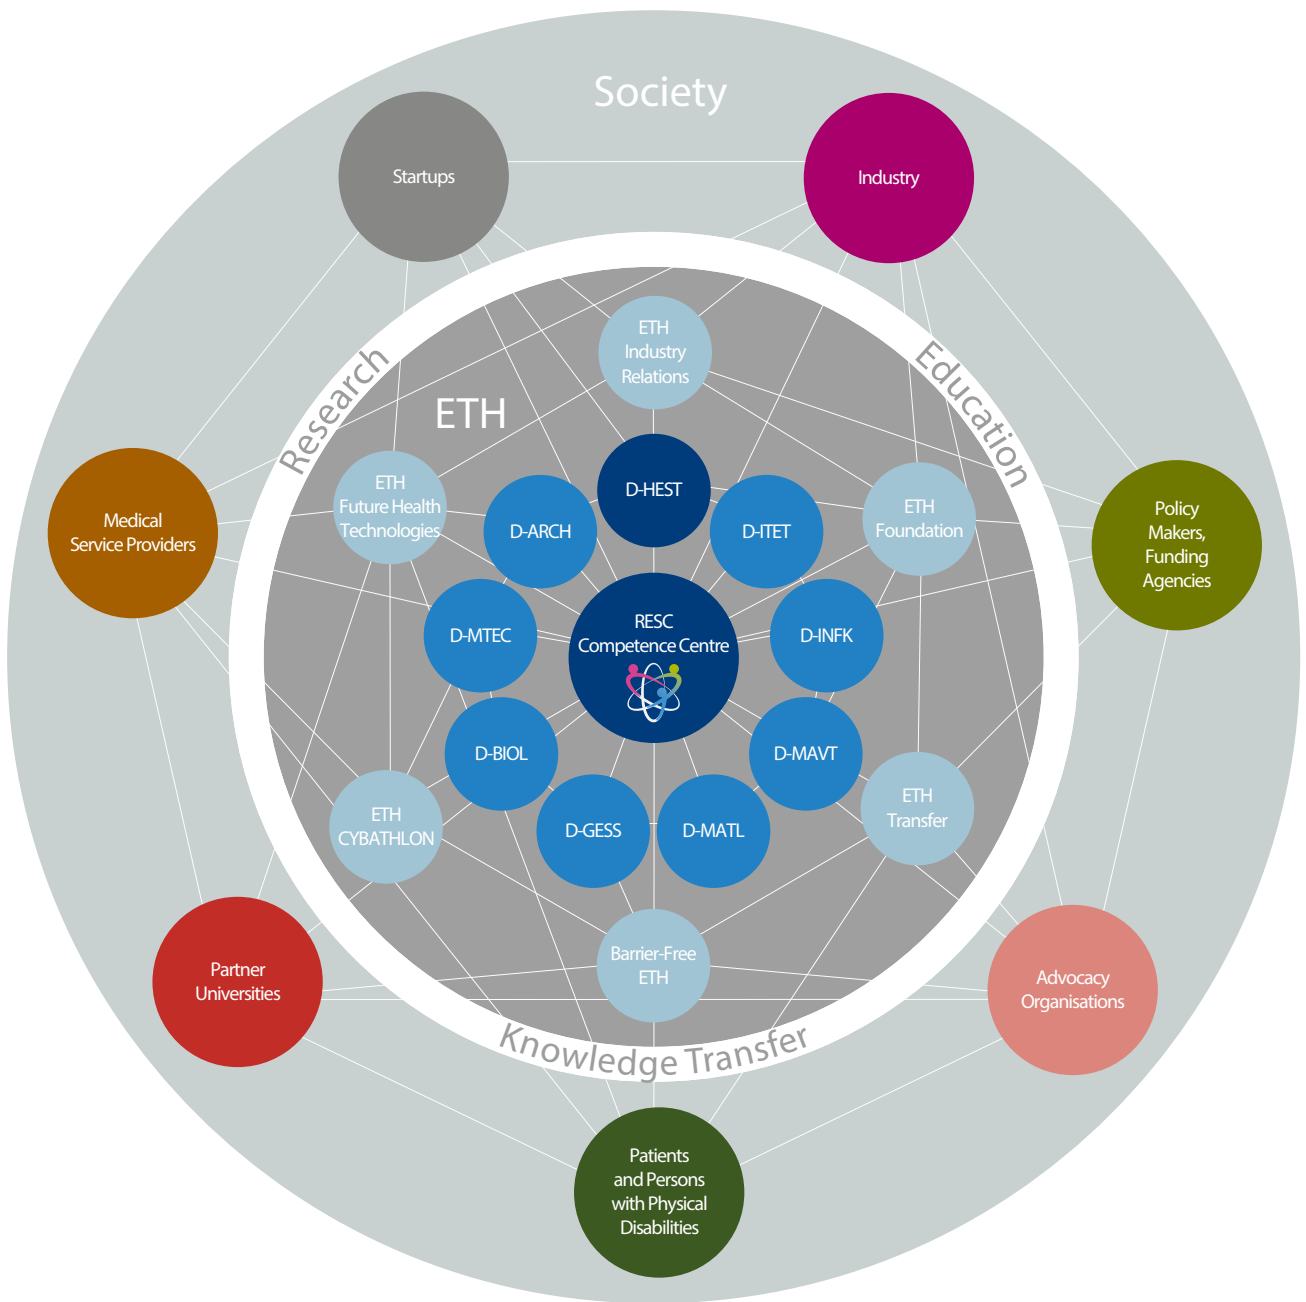 Society
Startups
Industry
Research
Education
ETH
ETH
Industry
Relations
ETH
Future Health
Technologies
D-ARCH
D-HEST
D-ITET
ETH
Foundation
Medical
Service Providers
Policy
Makers,
Funding
Agencies
D-MTEC
RESC
Competence Centre
D-INFK
D-BIOL
D-MAVT
ETH
CYBATHLON
D-GESS
D-MATL
ETH
Transfer
Partner
Universities
Barrier-Free
ETH
Advocacy
Organisations
Knowledge Transfer
Patients
and Persons
with Physical
Disabilities